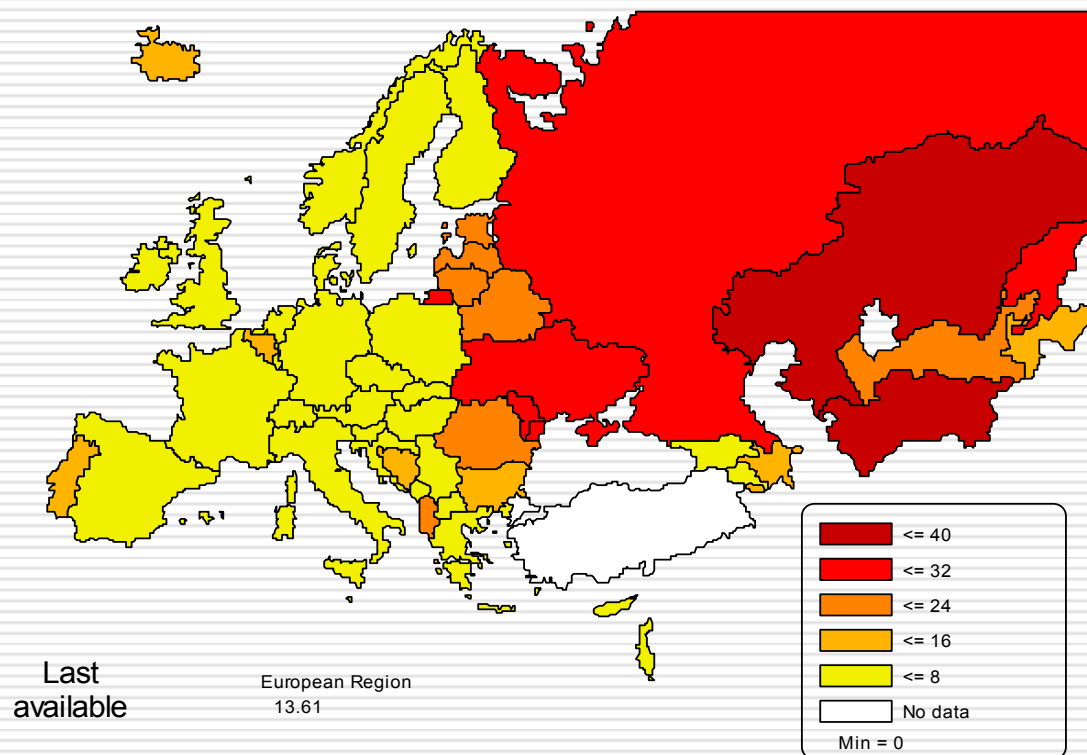 <= 40
<= 32
<= 24
<= 16
<= 8
No data
Min = 0
Last
available
European Region
13.61